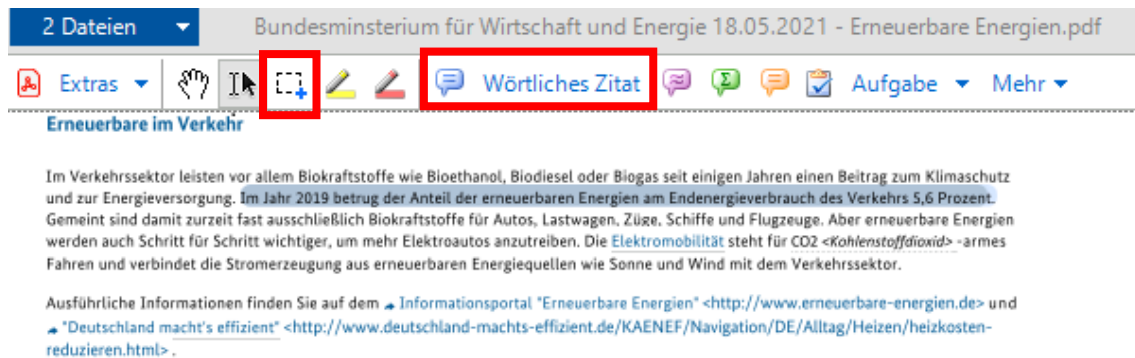 2 Dateien Bundesminsterium für Wirtschaft und Energie 18.05.2021 - Erneuerbare Energien.pdf
Extras Wörtliches Zitat Aufgabe Mehr
Erneuerbare im Verkehr
Im Verkehrssektor leisten vor allem Biokraftstoffe wie Bioethanol, Biodiesel oder Biogas seit einigen Jahren einen Beitrag zum Klimaschutz
und zur Energieversorgung. Im Jahr 2019 betrug der Anteil der erneuerbaren Energien am Endenergieverbrauch des Verkehrs 5,6 Prozent.
Gemeint sind damit zurzeit fast ausschließlich Biokraftstoffe für Autos, Lastwagen, Züge, Schiffe und Flugzeuge. Aber erneuerbare Energien
werden auch Schritt für Schritt wichtiger, um mehr Elektroautos anzutreiben. Die Elektromobilität steht für CO2 <Kohlenstoffdioxid> -armes
Fahren und verbindet die Stromerzeugung aus erneuerbaren Energiequellen wie Sonne und Wind mit dem Verkehrssektor.
Ausführliche Informationen finden Sie auf dem Informationsportal "Erneuerbare Energien" <http://www.erneuerbare-energien.de> und
"Deutschland macht's effizient" <http://www.deutschland-machts-effizient.de/KAENEF/Navigation/DE/Alltag/Heizen/heizkosten-
reduzieren.html> .